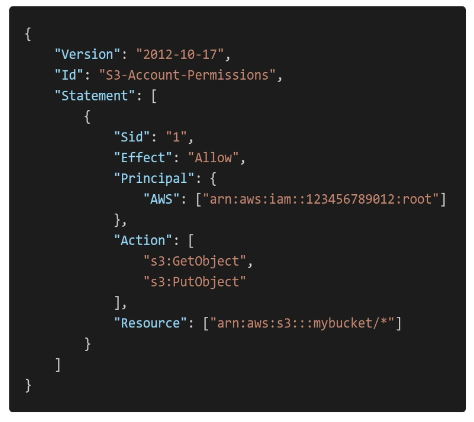 {
    "Version": "2012-10-17",
    "Id": "S3-Account-Permissions",
    "Statement": [
        {
            "Sid": "1",
            "Effect": "Allow",
            "Principal": {
                "AWS": ["arn:aws:iam::123456789012:root"]
            },
            "Action": [
                "s3:GetObject",
                "s3:PutObject"
            ],
            "Resource": ["arn:aws:s3:::mybucket/*"]
        }
    ]
}